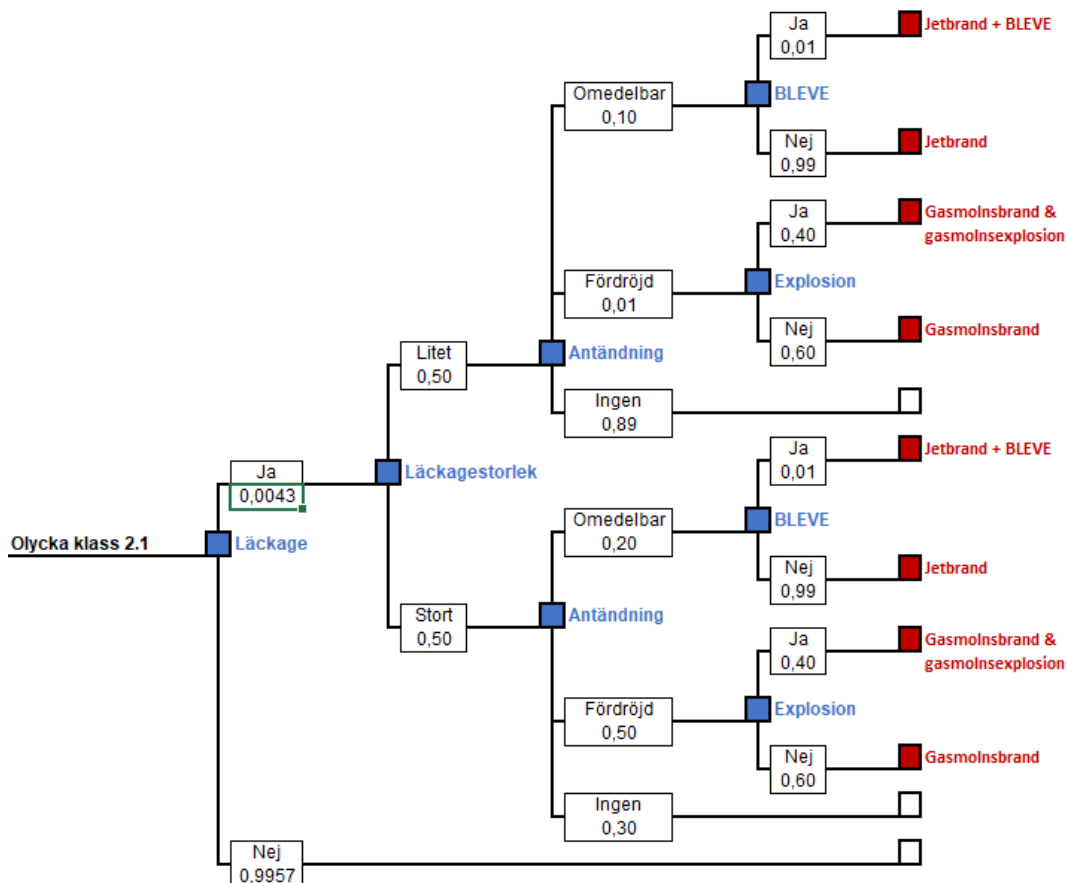 Ja
0,01
Jetbrand + BLEVE
Omedelbar
0,10
BLEVE
Nej
0,99
Jetbrand
Ja
0,40
Gasmolnsbrand &
gasmolnsexplosion
Fördröjd
0,01
Explosion
Nej
0,60
Gasmolnsbrand
Litet
0,50
Antändning
Ingen
0,89
Ja
0,0043
Läckagestorlek
Ja
0,01
Jetbrand + BLEVE
Omedelbar
0,20
BLEVE
Olycka klass 2.1
Läckage
Nej
0,99
Jetbrand
Stort
0,50
Antändning
Ja
0,40
Gasmolnsbrand &
gasmolnsexplosion
Fördröjd
0,50
Explosion
Nej
0,60
Gasmolnsbrand
Ingen
0,30
Nej
0,9957